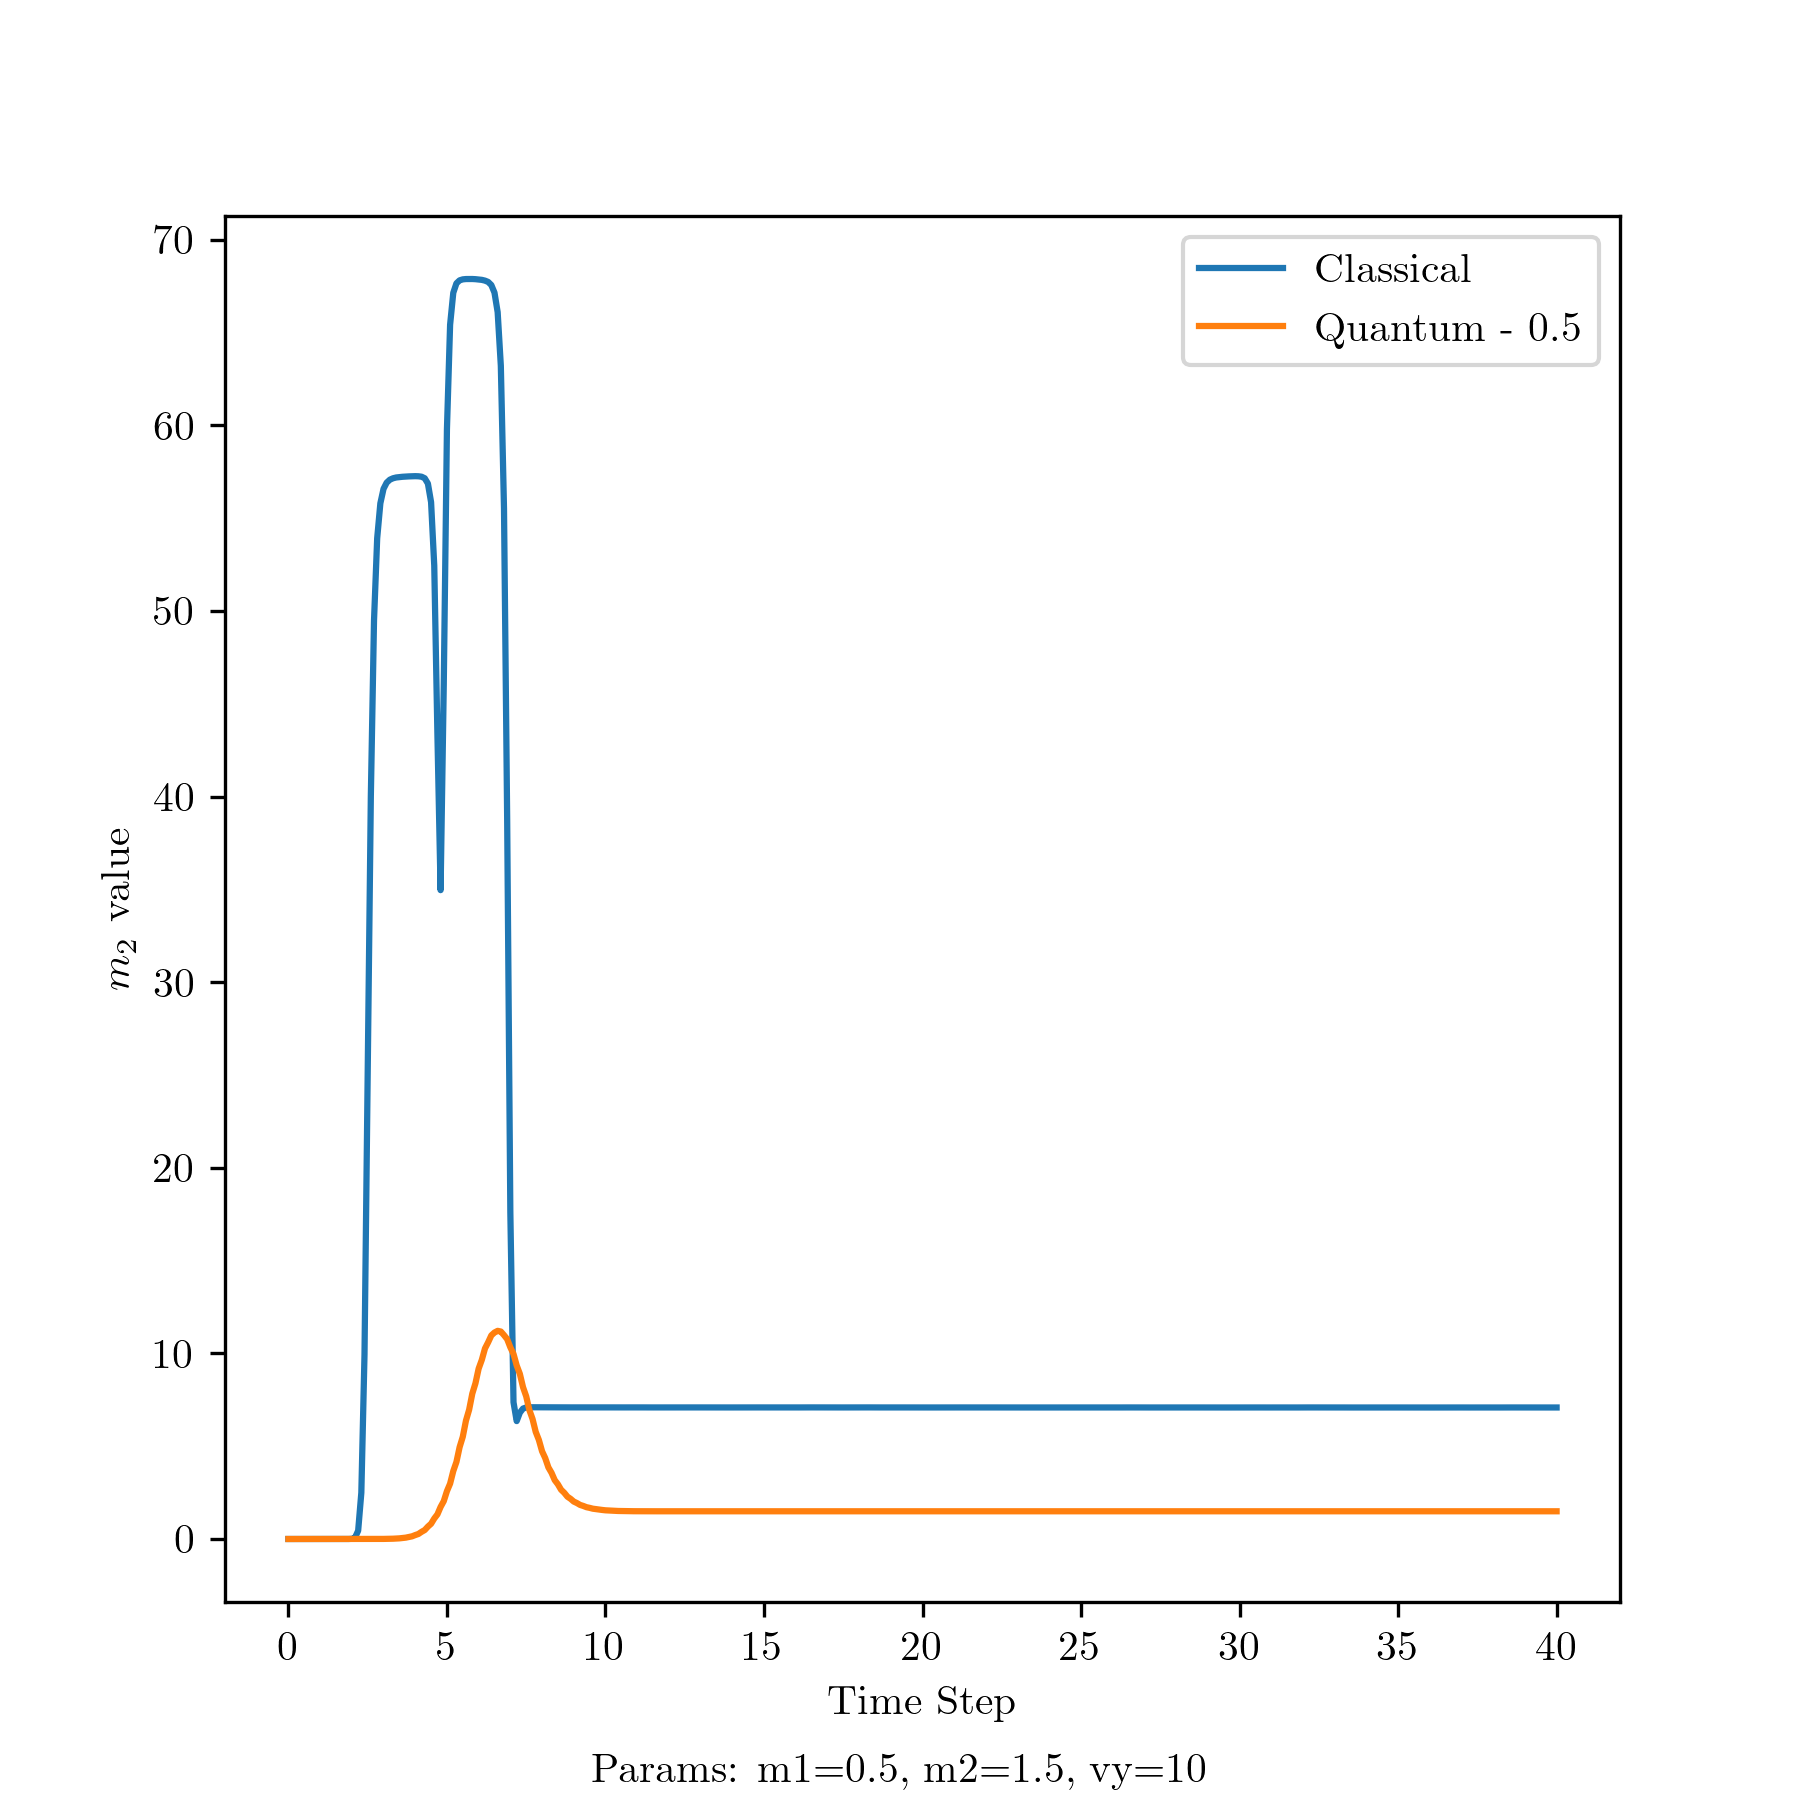 70
60
50
40
30
20
10
0
m₂ value
Classical
Quantum - 0.5
0 5 10 15 20 25 30 35 40
Time Step
Params: m1=0.5, m2=1.5, vy=10